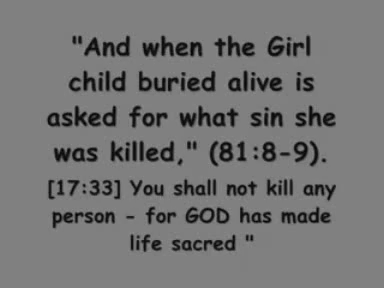 "And when the Girl
child buried alive is
asked for what sin she
was killed," (81:8-9).
[17:33] You shall not kill any
person - for GOD has made
life sacred "